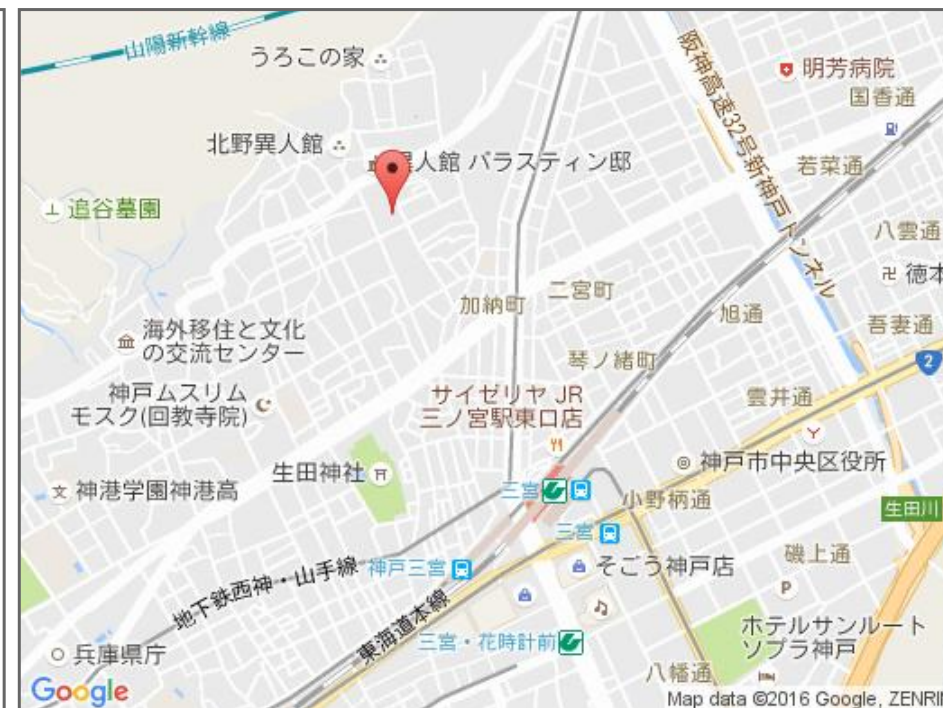 山陽新幹線
うろこの家
阪神高速32号新神戸トンネル
明芳病院
国香通
北野異人館
異人館 パラスティン邸
若菜通
追谷墓園
八雲通
徳本
加納町
二宮町
旭通
吾妻通
海外移住と文化
の交流センター
琴ノ緒町
2
神戸ムスリム
モスク(回教寺院)
サイゼリヤ JR
三ノ宮駅東口店
雲井通
生田神社
神戸市中央区役所
文 神港学園神港高
三宮
小野柄通
生田川
三宮
地下鉄西神・山手線
神戸三宮
そごう神戸店
磯上通
P
東海道本線
三宮・花時計前
ホテルサンルート
ソプラ神戸
兵庫県庁
八幡通
Google
Map data ©2016 Google, ZENRIN